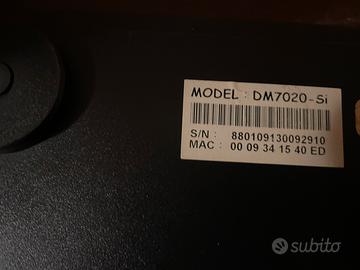 MODEL : DM7020-Si
S/N : 880109130092910
MAC : 00 09 34 15 40 ED
subito